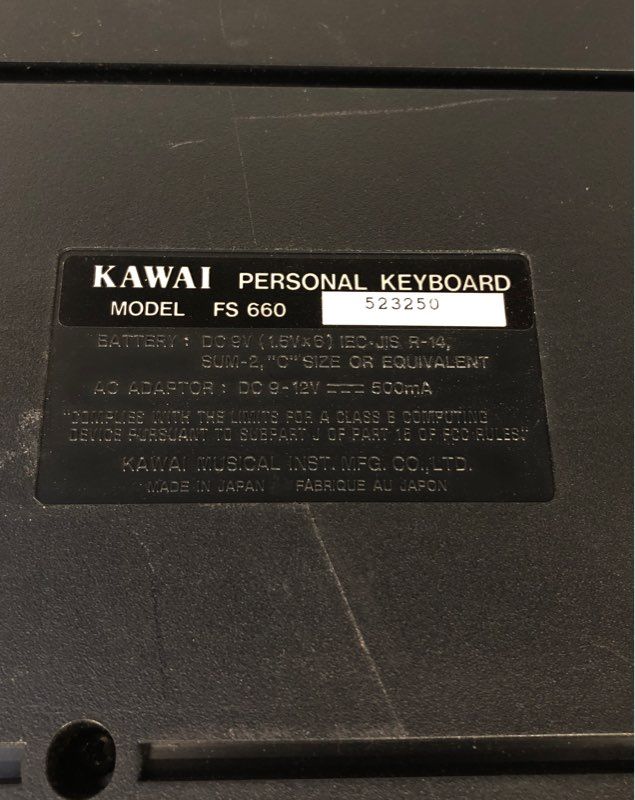 KAWAI PERSONAL KEYBOARD
MODEL FS 660 523250
BATTERY : DC 9V (1.5V×6) IEC·JIS R-14,
SUM-2, "C" SIZE OR EQUIVALENT
AC ADAPTOR : DC 9-12V ⎓ 500mA
"COMPLIES WITH THE LIMITS FOR A CLASS B COMPUTING
DEVICE PURSUANT TO SUBPART J OF PART 15 OF FCC RULES"
KAWAI MUSICAL INST. MFG. CO., LTD.
MADE IN JAPAN FABRIQUE AU JAPON